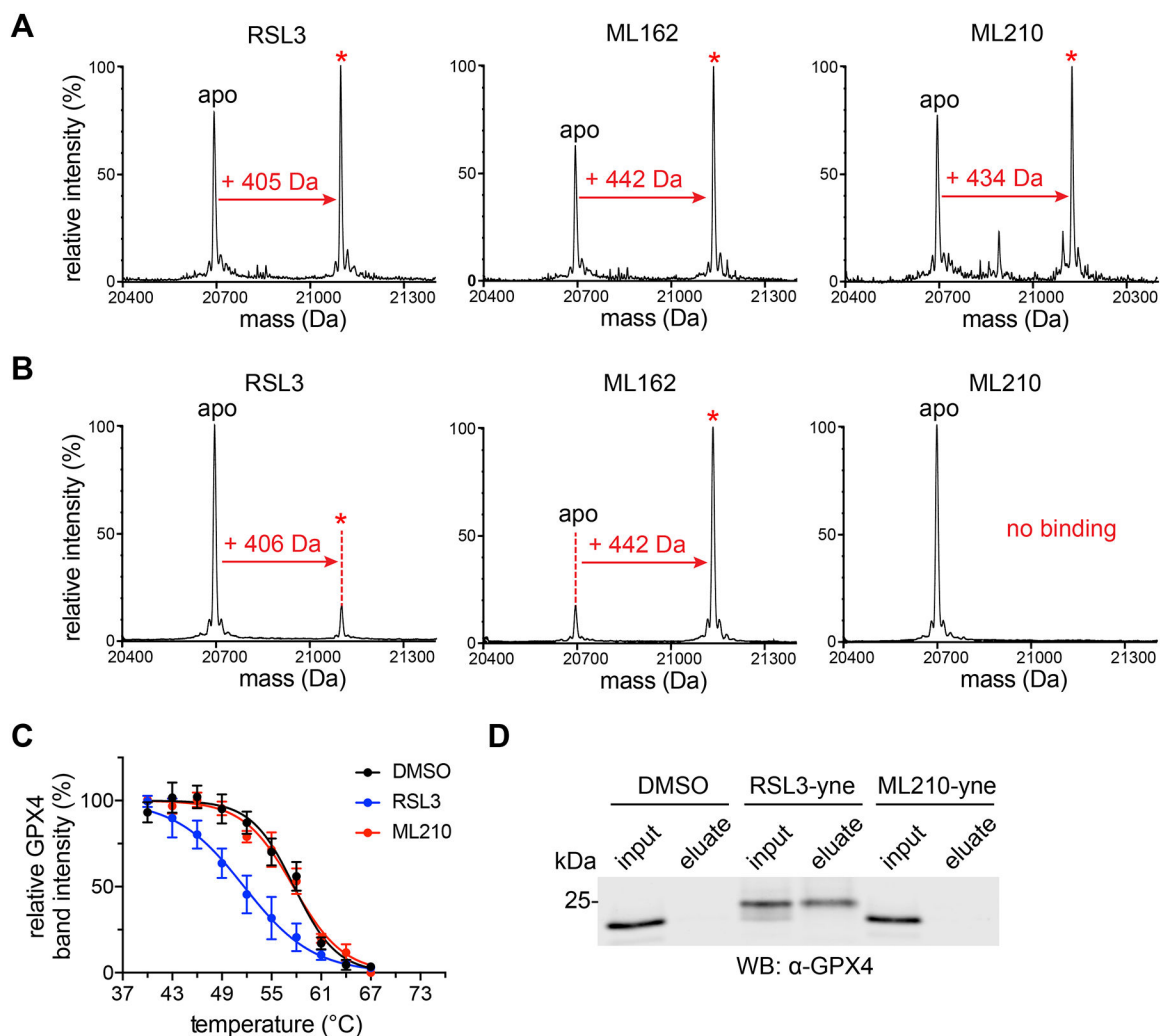 A
RSL3
ML162
ML210
relative intensity (%)
100
50
0
apo
*
+ 405 Da
20400 20700 21000 21300
mass (Da)
100
50
0
apo
*
+ 442 Da
20400 20700 21000 21300
mass (Da)
100
50
0
apo
*
+ 434 Da
20400 20700 21000 20300
mass (Da)
B
RSL3
ML162
ML210
relative intensity (%)
100
50
0
apo
*
+ 406 Da
20400 20700 21000 21300
mass (Da)
100
50
0
apo
*
+ 442 Da
20400 20700 21000 21300
mass (Da)
100
50
0
apo
no binding
20400 20700 21000 21300
mass (Da)
C
relative GPX4
band intensity (%)
100
50
0
DMSO
RSL3
ML210
37 43 49 55 61 67 73
temperature (°C)
D
DMSO RSL3-yne ML210-yne
input eluate input eluate input eluate
kDa
25-
WB: α-GPX4